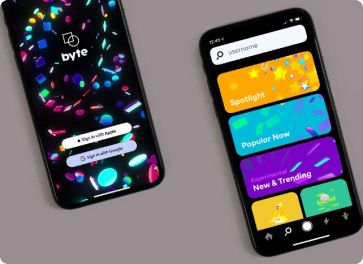 byte
Sign in with Apple
Sign in with Google
12:43
username
Spotlight
Popular Now
Experimental
New & Trending